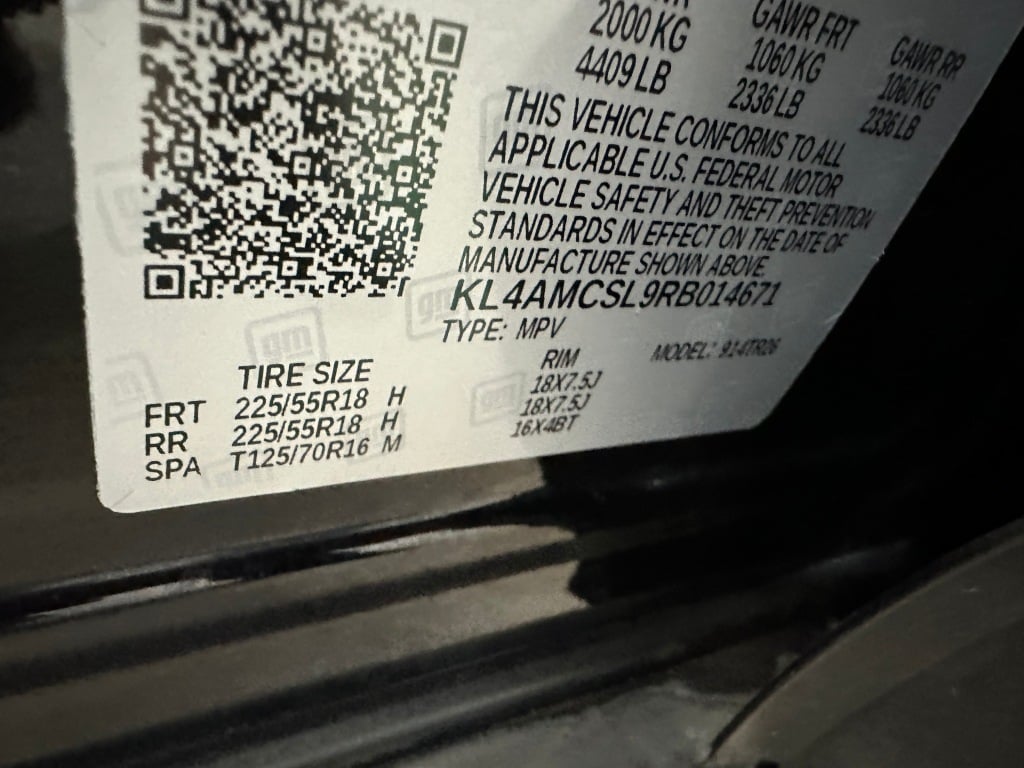 2000 KG GAWR FRT GAWR RR
4409 LB 1060 KG 1060 KG
2336 LB 2336 LB
THIS VEHICLE CONFORMS TO ALL
APPLICABLE U.S. FEDERAL MOTOR
VEHICLE SAFETY AND THEFT PREVENTION
STANDARDS IN EFFECT ON THE DATE OF
MANUFACTURE SHOWN ABOVE.
KL4AMCSL9RB014671
TYPE: MPV MODEL: 914TR26
TIRE SIZE RIM
FRT 225/55R18 H 18X7.5J
RR 225/55R18 H 18X7.5J
SPA T125/70R16 M 16X4BT
gm
gm
gm